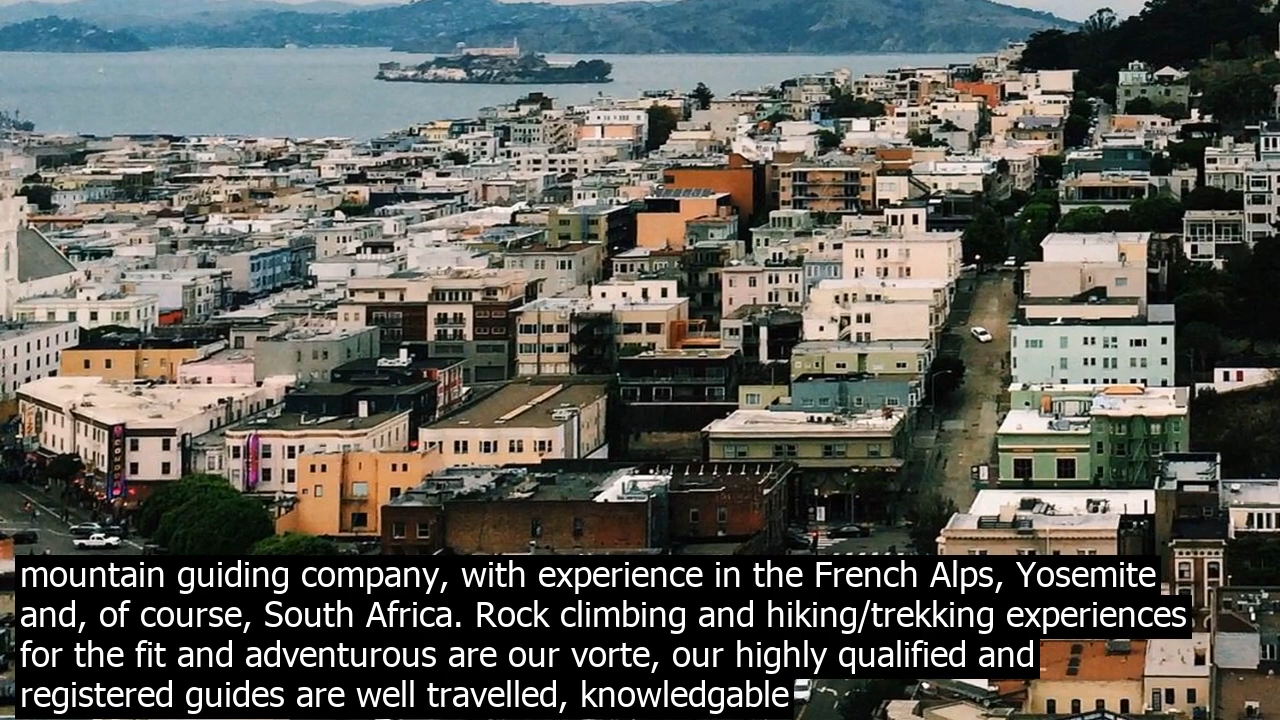 mountain guiding company, with experience in the French Alps, Yosemite
and, of course, South Africa. Rock climbing and hiking/trekking experiences
for the fit and adventurous are our vorte, our highly qualified and
registered guides are well travelled, knowledgable